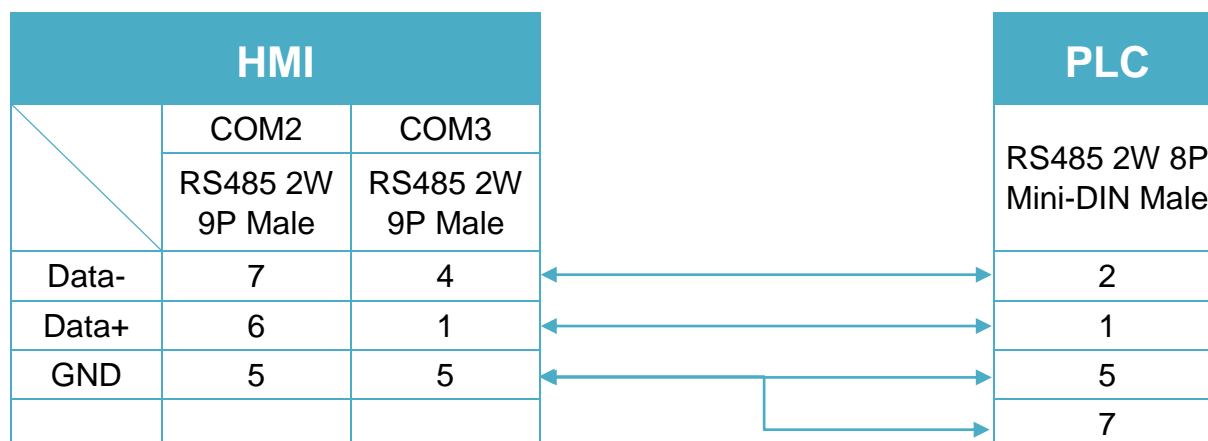 HMI PLC
COM2 COM3
RS485 2W 9P Male RS485 2W 9P Male RS485 2W 8P Mini-DIN Male
Data- 7 4 2
Data+ 6 1 1
GND 5 5 5
7